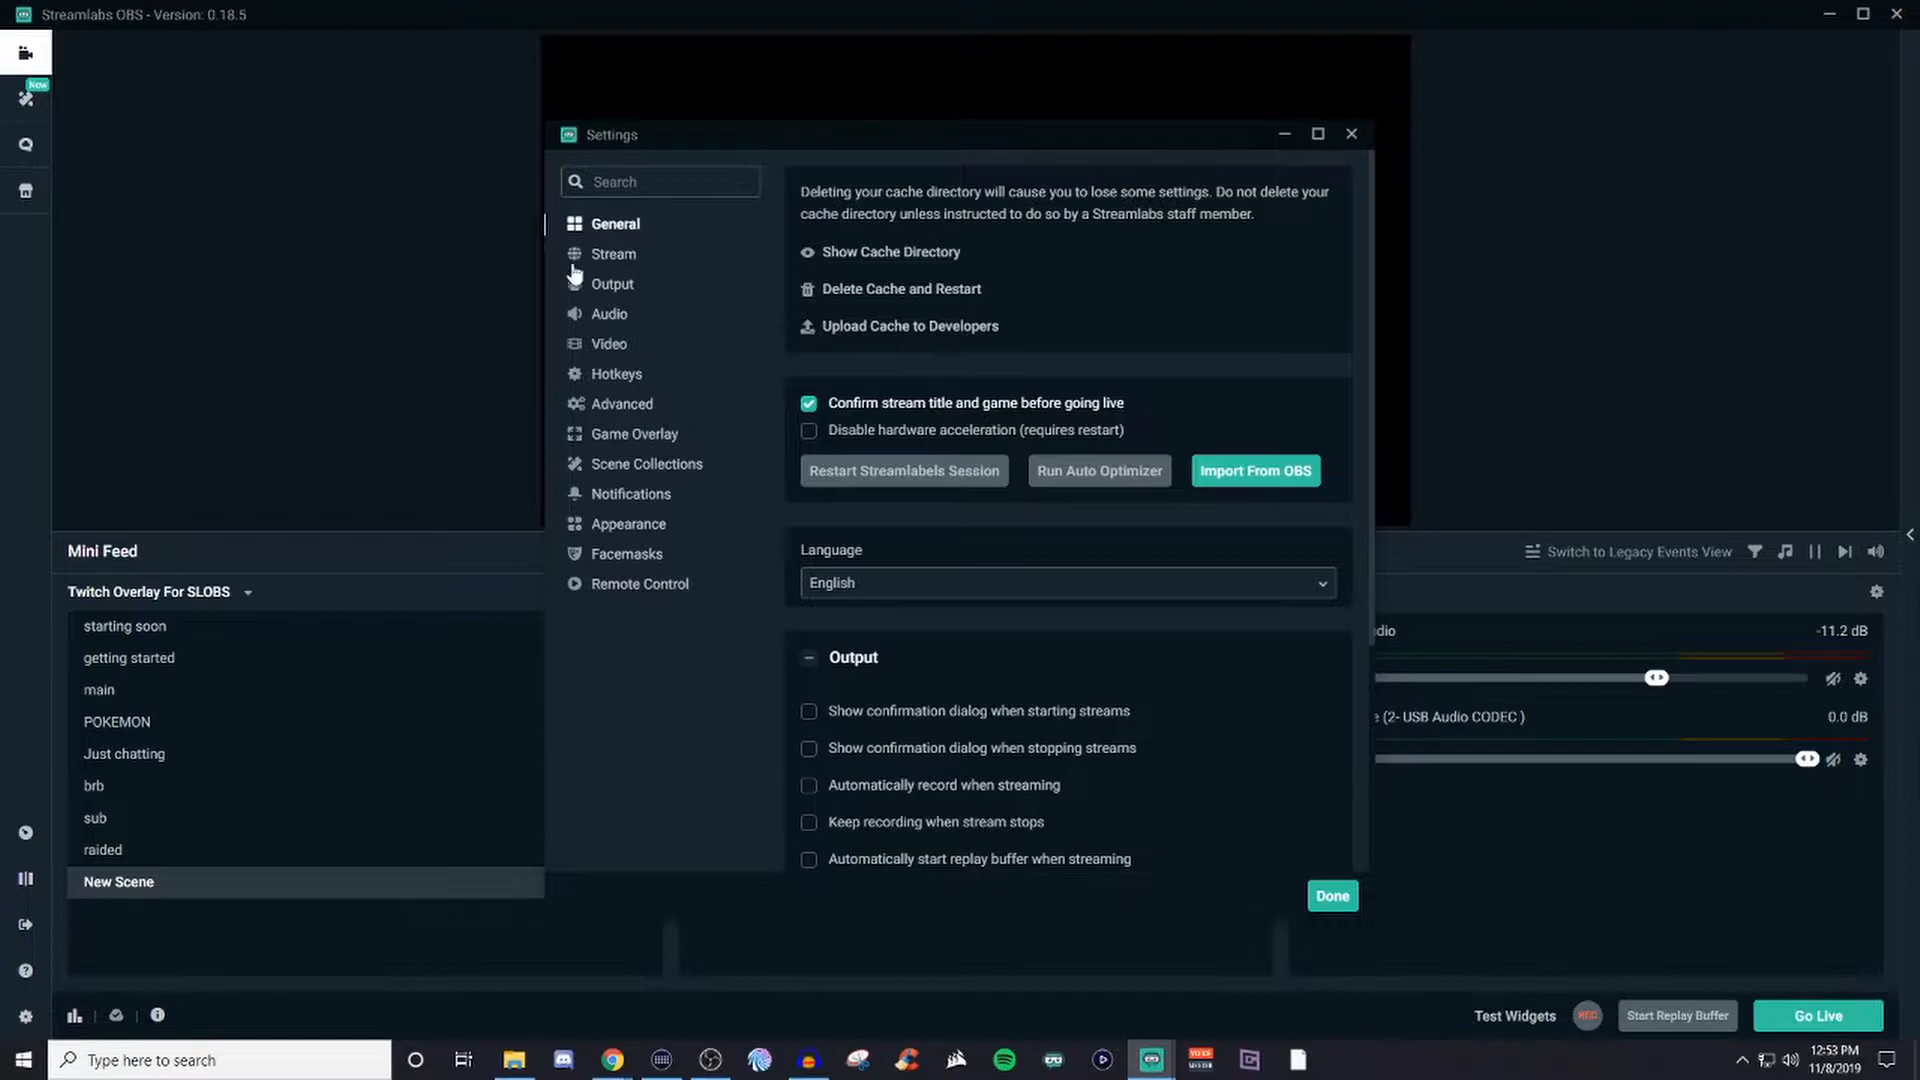 Streamlabs OBS - Version: 0.18.5
New
Settings
Search
General
Stream
Output
Audio
Video
Hotkeys
Advanced
Game Overlay
Scene Collections
Notifications
Appearance
Facemasks
Remote Control
Deleting your cache directory will cause you to lose some settings. Do not delete your
cache directory unless instructed to do so by a Streamlabs staff member.
Show Cache Directory
Delete Cache and Restart
Upload Cache to Developers
Confirm stream title and game before going live
Disable hardware acceleration (requires restart)
Restart Streamlabels Session
Run Auto Optimizer
Import From OBS
Language
English
Output
Show confirmation dialog when starting streams
Show confirmation dialog when stopping streams
Automatically record when streaming
Keep recording when stream stops
Automatically start replay buffer when streaming
Done
Mini Feed
Switch to Legacy Events View
Twitch Overlay For SLOBS
starting soon
getting started
main
POKEMON
Just chatting
brb
sub
raided
New Scene
dio
-11.2 dB
e (2- USB Audio CODEC )
0.0 dB
Test Widgets
REC
Start Replay Buffer
Go Live
Type here to search
12:53 PM
11/8/2019